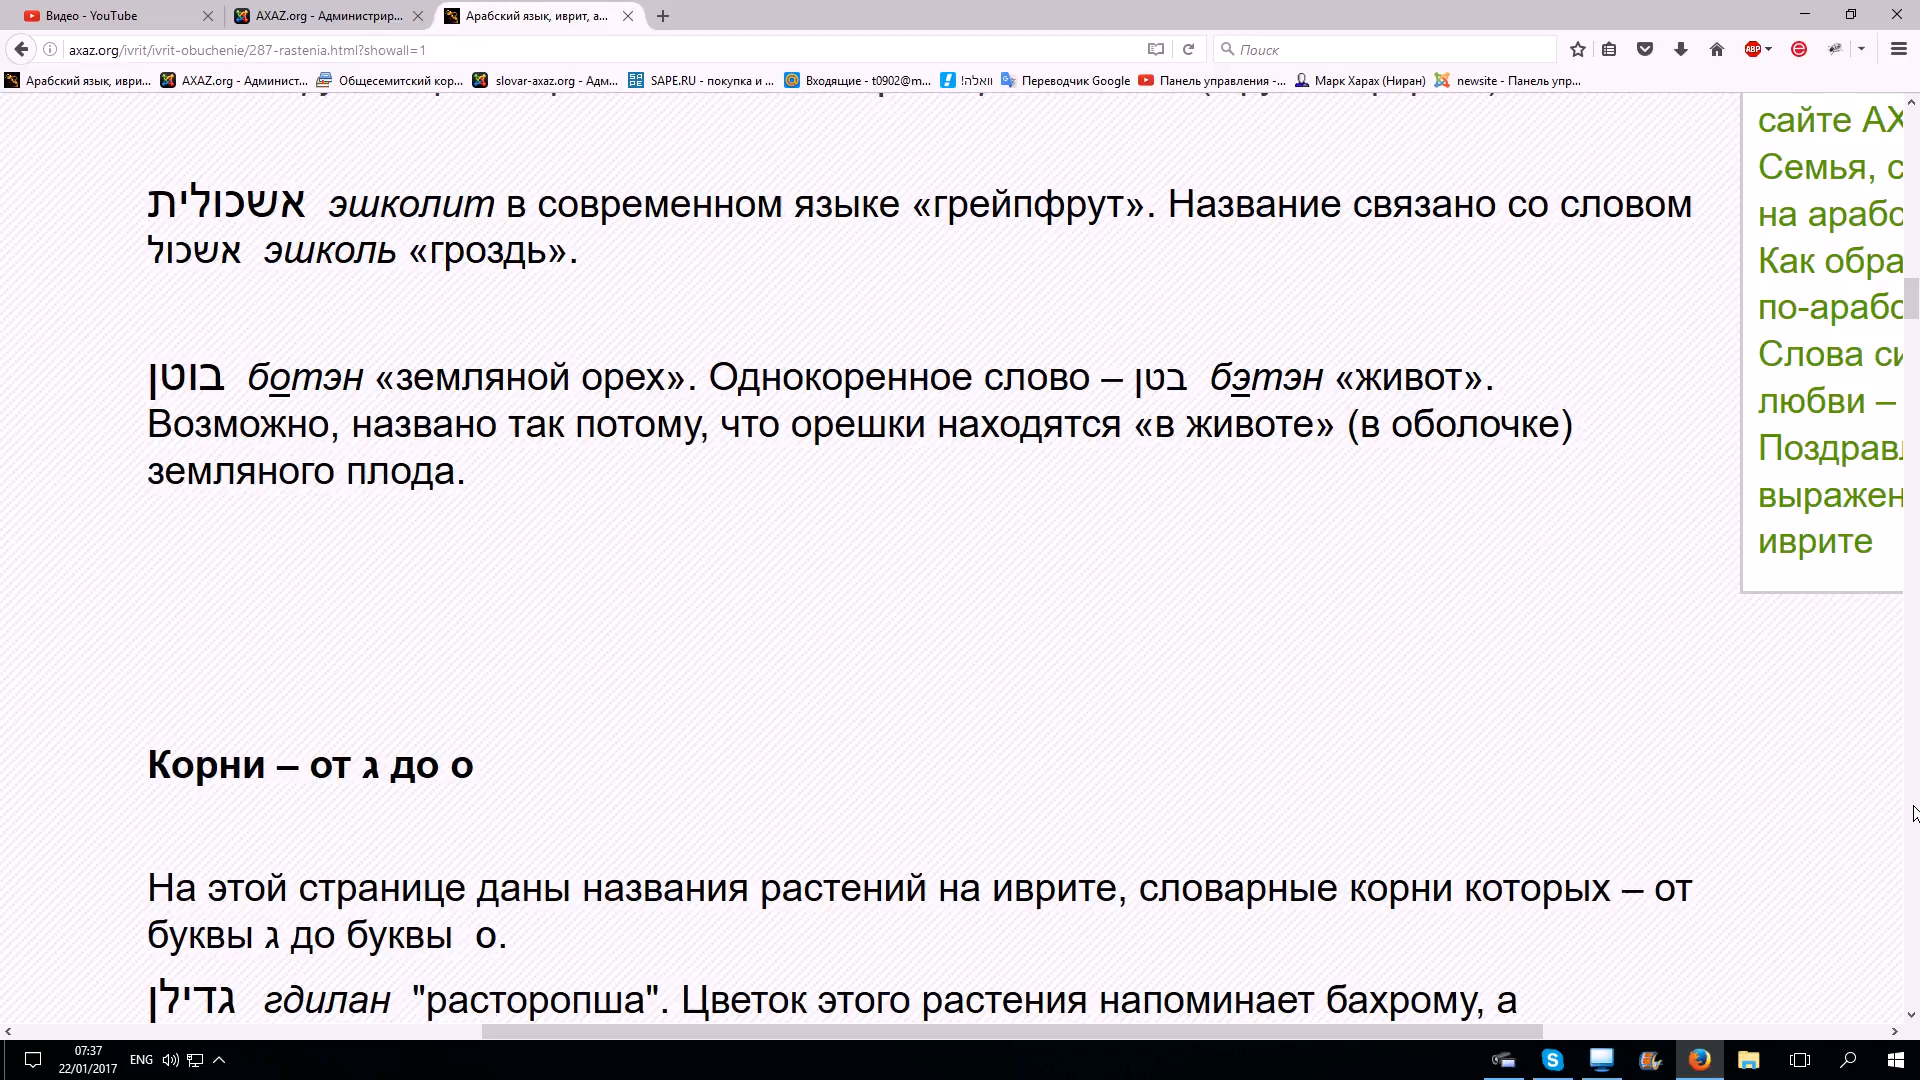 Видео - YouTube
AXAZ.org - Администрир...
Арабский язык, иврит, а...
axaz.org/ivrit/ivrit-obuchenie/287-rastenia.html?showall=1
Поиск
ABP
Арабский язык, иври...
AXAZ.org - Админист...
Общесемитский кор...
slovar-axaz.org - Адм...
SAPE.RU - покупка и ...
Входящие - t0902@m...
וואלה!
Переводчик Google
Панель управления -...
Марк Харах (Ниран)
newsite - Панель упр...
אשכולית эшколит в современном языке «грейпфрут». Название связано со словом
אשכול эшколь «гроздь».
בוטן ботэн «земляной орех». Однокоренное слово – בטן бэтэн «живот».
Возможно, названо так потому, что орешки находятся «в животе» (в оболочке)
земляного плода.
Корни – от ג до ס
На этой странице даны названия растений на иврите, словарные корни которых – от
буквы ג до буквы ס.
גדילן гдилан "расторопша". Цветок этого растения напоминает бахрому, а
сайте АХ
Семья, с
на арабс
Как обра
по-арабс
Слова си
любви –
Поздрав
выражен
иврите
07:37
22/01/2017
ENG